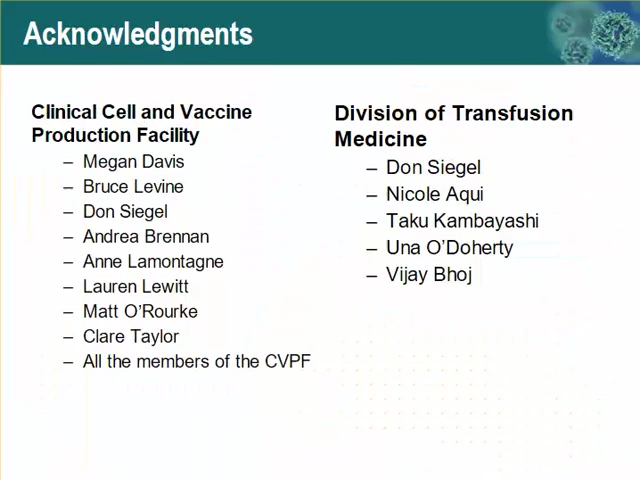 Acknowledgments
Clinical Cell and Vaccine
Production Facility
– Megan Davis
– Bruce Levine
– Don Siegel
– Andrea Brennan
– Anne Lamontagne
– Lauren Lewitt
– Matt O'Rourke
– Clare Taylor
– All the members of the CVPF
Division of Transfusion
Medicine
– Don Siegel
– Nicole Aqui
– Taku Kambayashi
– Una O'Doherty
– Vijay Bhoj